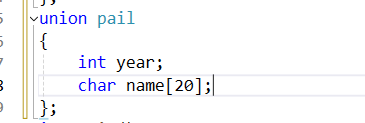 };
union pail
{
    int year;
    char name[20];
};